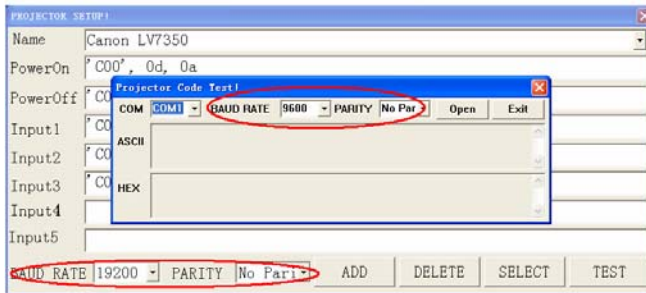 PROJECTOR SETUP!
Name Canon LV7350
PowerOn 'C00', 0d, 0a
PowerOff 'C0
Projector Code Test!
COM COM1 BAUD RATE 9600 PARITY No Par Open Exit
Input1 'C0
ASCII
Input2 'C0
Input3 'C0
HEX
Input4
Input5
BAUD RATE 19200 PARITY No Pari ADD DELETE SELECT TEST